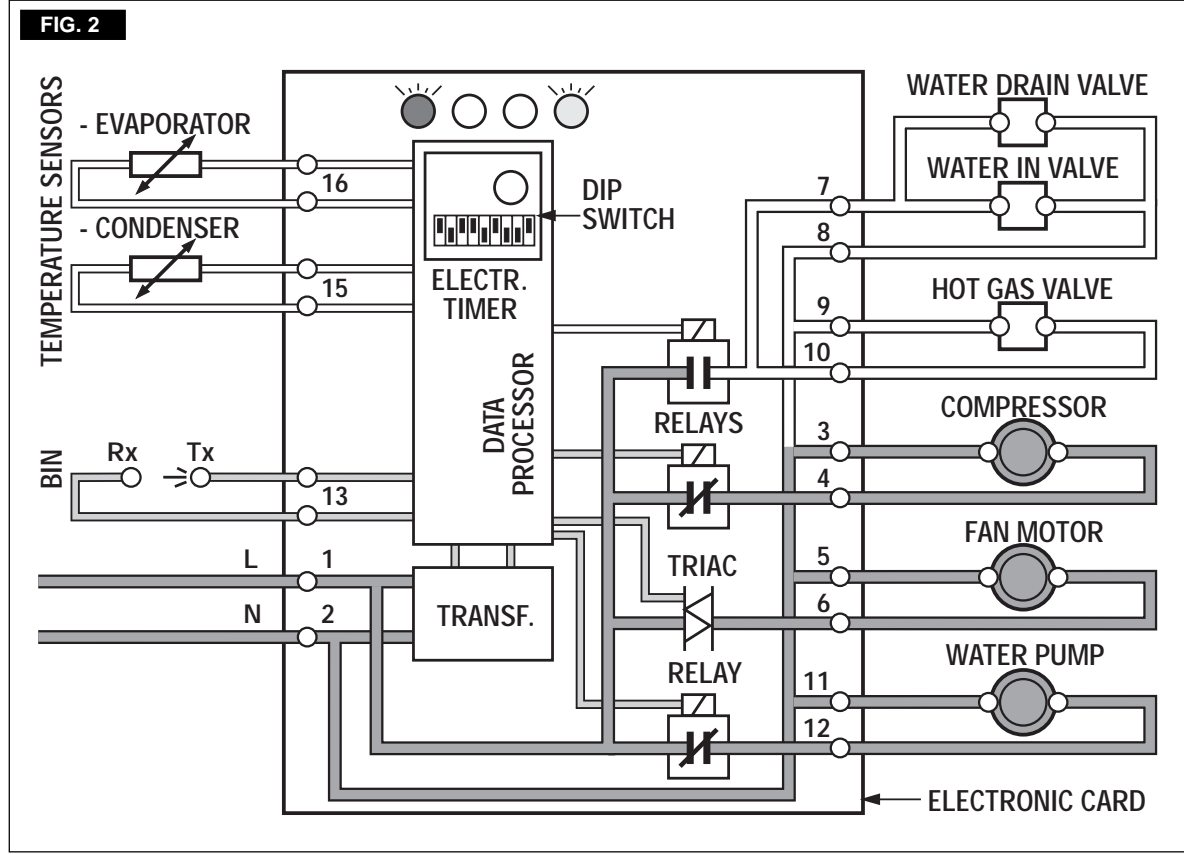 FIG. 2
TEMPERATURE SENSORS
- EVAPORATOR
16
- CONDENSER
15
BIN
Rx
Tx
13
L
1
N
2
DIP
SWITCH
ELECTR.
TIMER
DATA
PROCESSOR
TRANSF.
RELAYS
TRIAC
RELAY
WATER DRAIN VALVE
WATER IN VALVE
7
8
HOT GAS VALVE
9
10
COMPRESSOR
3
4
FAN MOTOR
5
6
WATER PUMP
11
12
ELECTRONIC CARD